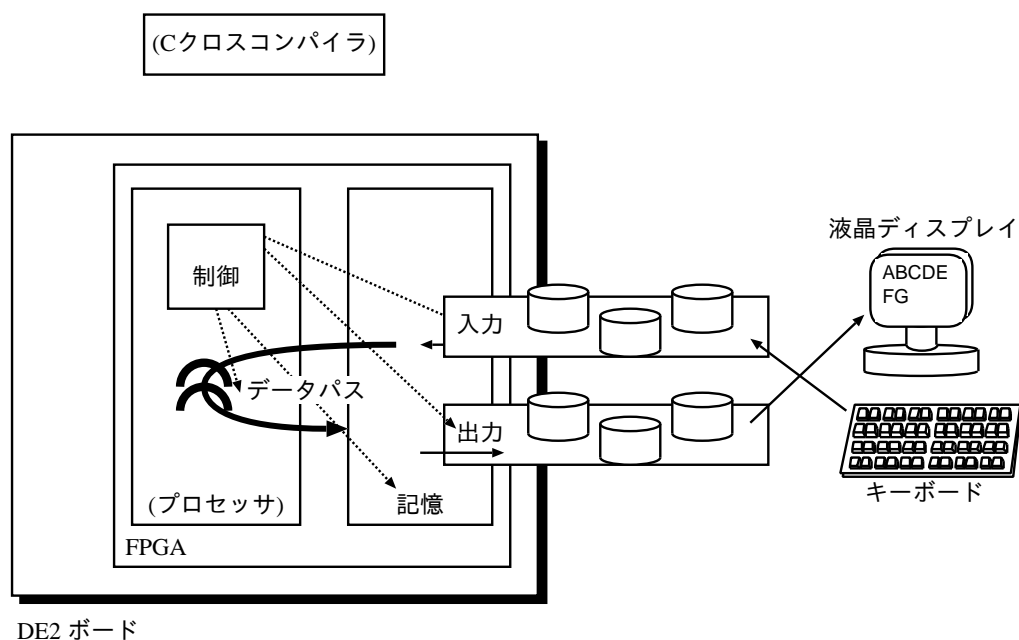 (Cクロスコンパイラ)
液晶ディスプレイ
ABCDE
FG
制御
入力
データパス
出力
(プロセッサ)
記憶
キーボード
FPGA
DE2 ボード